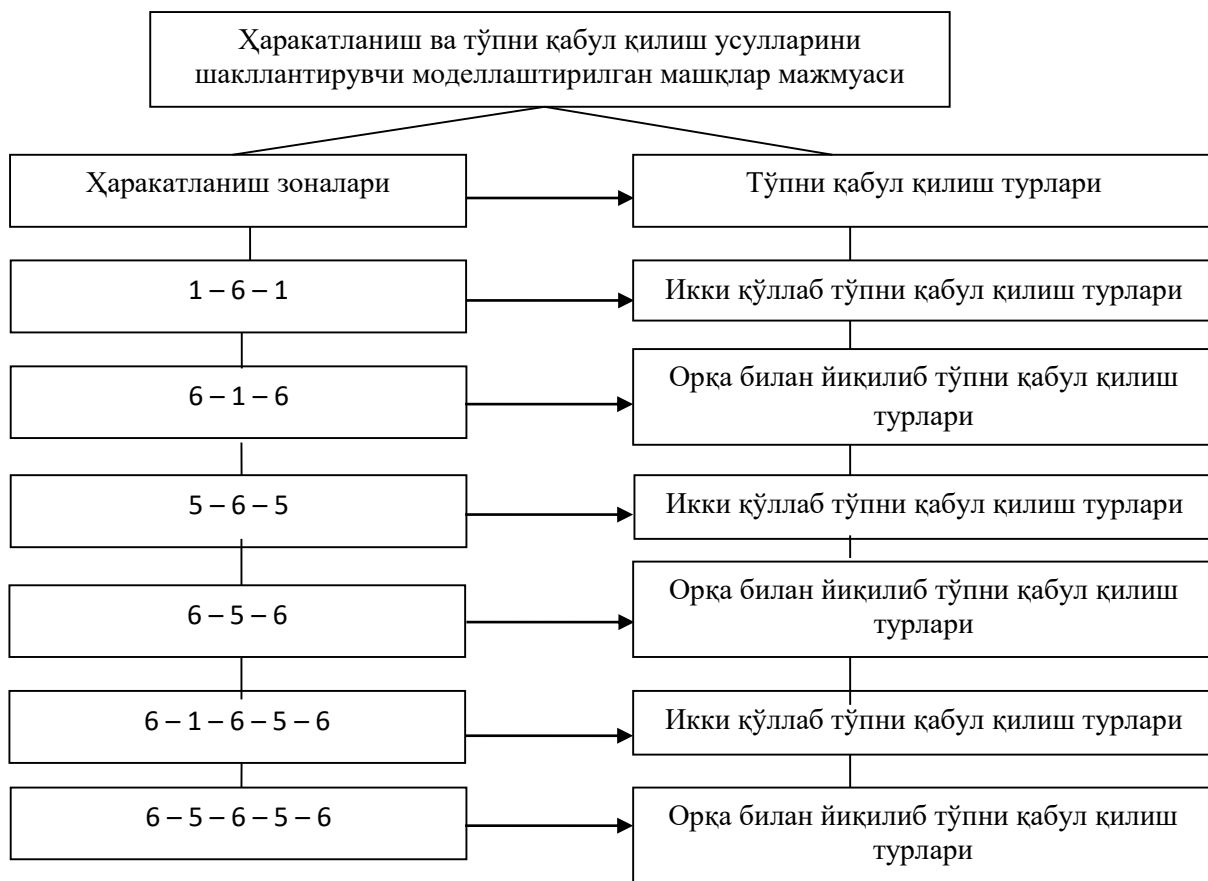 Ҳаракатланиш ва тўпни қабул қилиш усулларини
шакллантирувчи моделлаштирилган машқлар мажмуаси
Ҳаракатланиш зоналари
Тўпни қабул қилиш турлари
1 – 6 – 1
Икки қўллаб тўпни қабул қилиш турлари
6 – 1 – 6
Орқа билан йиқилиб тўпни қабул қилиш
турлари
5 – 6 – 5
Икки қўллаб тўпни қабул қилиш турлари
6 – 5 – 6
Орқа билан йиқилиб тўпни қабул қилиш
турлари
6 – 1 – 6 – 5 – 6
Икки қўллаб тўпни қабул қилиш турлари
6 – 5 – 6 – 5 – 6
Орқа билан йиқилиб тўпни қабул қилиш
турлари